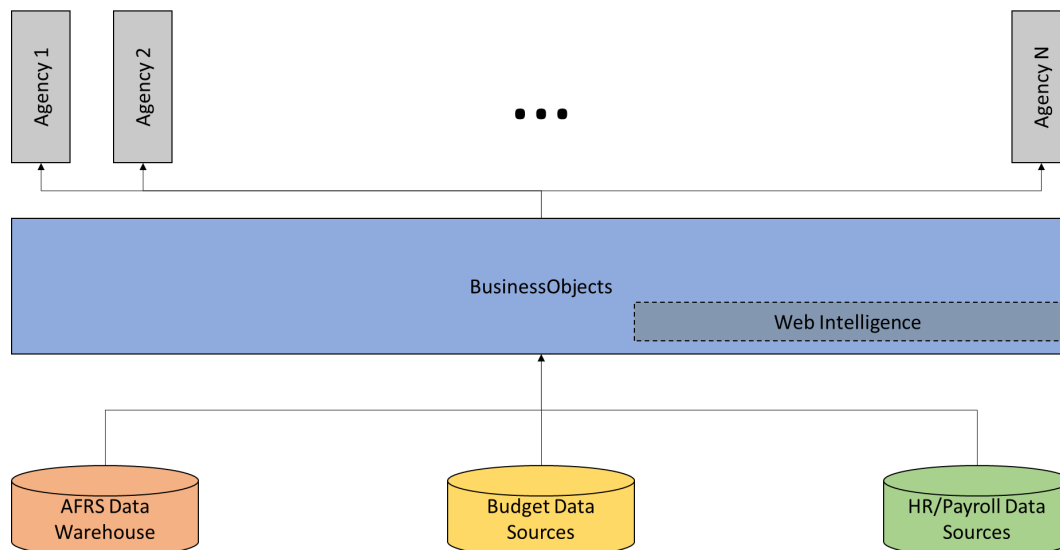 Agency 1
Agency 2
...
Agency N
BusinessObjects
Web Intelligence
AFRS Data
Warehouse
Budget Data
Sources
HR/Payroll Data
Sources